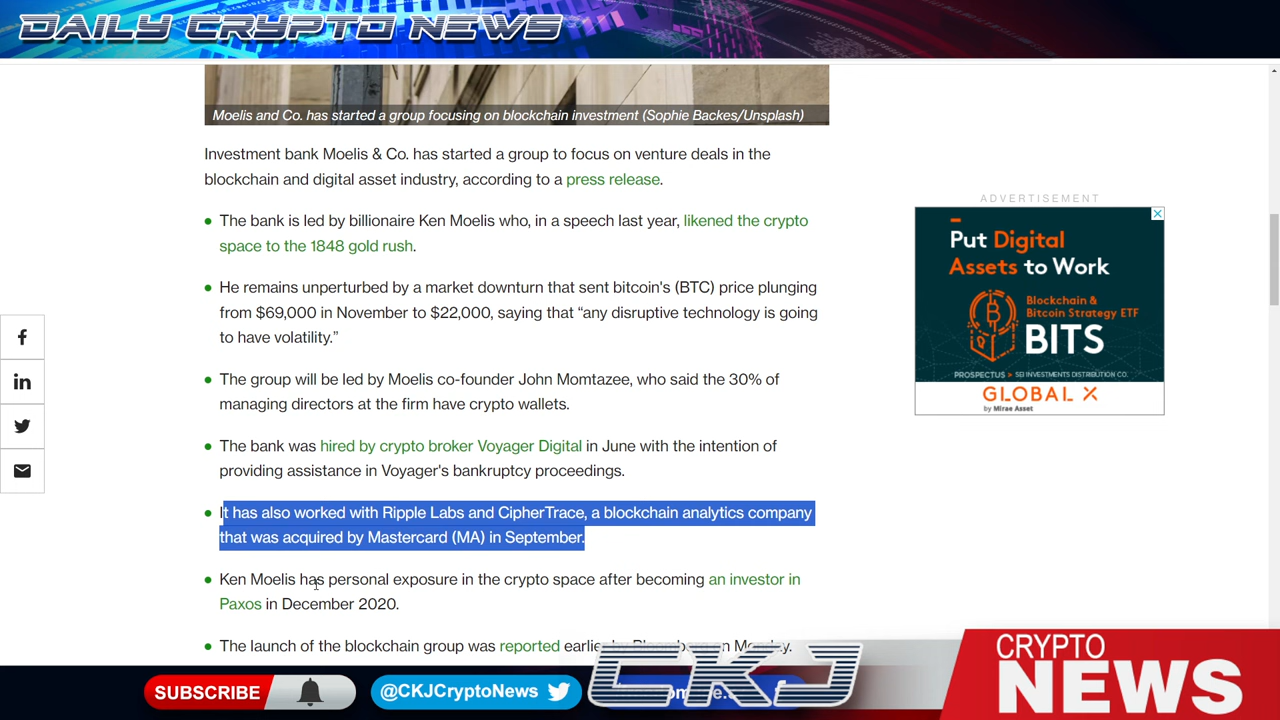 DAILY CRYPTO NEWS
Moelis and Co. has started a group focusing on blockchain investment (Sophie Backes/Unsplash)
Investment bank Moelis & Co. has started a group to focus on venture deals in the
blockchain and digital asset industry, according to a press release.
The bank is led by billionaire Ken Moelis who, in a speech last year, likened the crypto
space to the 1848 gold rush.
He remains unperturbed by a market downturn that sent bitcoin's (BTC) price plunging
from $69,000 in November to $22,000, saying that “any disruptive technology is going
to have volatility.”
The group will be led by Moelis co-founder John Momtazee, who said the 30% of
managing directors at the firm have crypto wallets.
The bank was hired by crypto broker Voyager Digital in June with the intention of
providing assistance in Voyager's bankruptcy proceedings.
It has also worked with Ripple Labs and CipherTrace, a blockchain analytics company
that was acquired by Mastercard (MA) in September.
Ken Moelis has personal exposure in the crypto space after becoming an investor in
Paxos in December 2020.
The launch of the blockchain group was reported earlier by Bloomberg on Monday.
ADVERTISEMENT
Put Digital
Assets to Work
Blockchain &
Bitcoin Strategy ETF
BITS
PROSPECTUS > SEI INVESTMENTS DISTRIBUTION CO.
GLOBAL X
by Mirae Asset
SUBSCRIBE
@CKJCryptoNews
CKJ
CRYPTO
NEWS